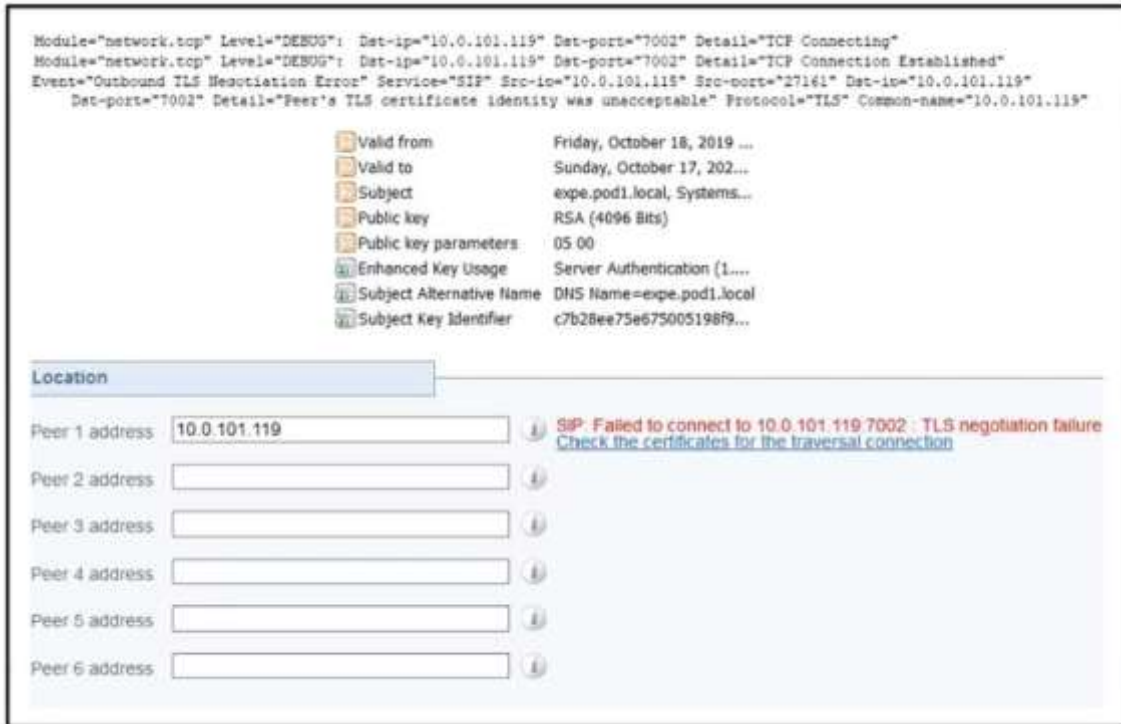 Module="network.tcp" Level="DEBUG": Dst-ip="10.0.101.119" Dst-port="7002" Detail="TCP Connecting"
Module="network.tcp" Level="DEBUG": Dst-ip="10.0.101.119" Dst-port="7002" Detail="TCP Connection Established"
Event="Outbound TLS Negotiation Error" Service="SIP" Src-ip="10.0.101.115" Src-port="27161" Dst-ip="10.0.101.119"
Dst-port="7002" Detail="Peer's TLS certificate identity was unacceptable" Protocol="TLS" Common-name="10.0.101.119"
Valid from Friday, October 18, 2019 ...
Valid to Sunday, October 17, 202...
Subject expe.pod1.local, Systems...
Public key RSA (4096 Bits)
Public key parameters 05 00
Enhanced Key Usage Server Authentication (1....
Subject Alternative Name DNS Name=expe.pod1.local
Subject Key Identifier c7b28ee75e675005198f9...
Location
Peer 1 address 10.0.101.119 i SIP: Failed to connect to 10.0.101.119:7002 : TLS negotiation failure
Check the certificates for the traversal connection
Peer 2 address i
Peer 3 address i
Peer 4 address i
Peer 5 address i
Peer 6 address i